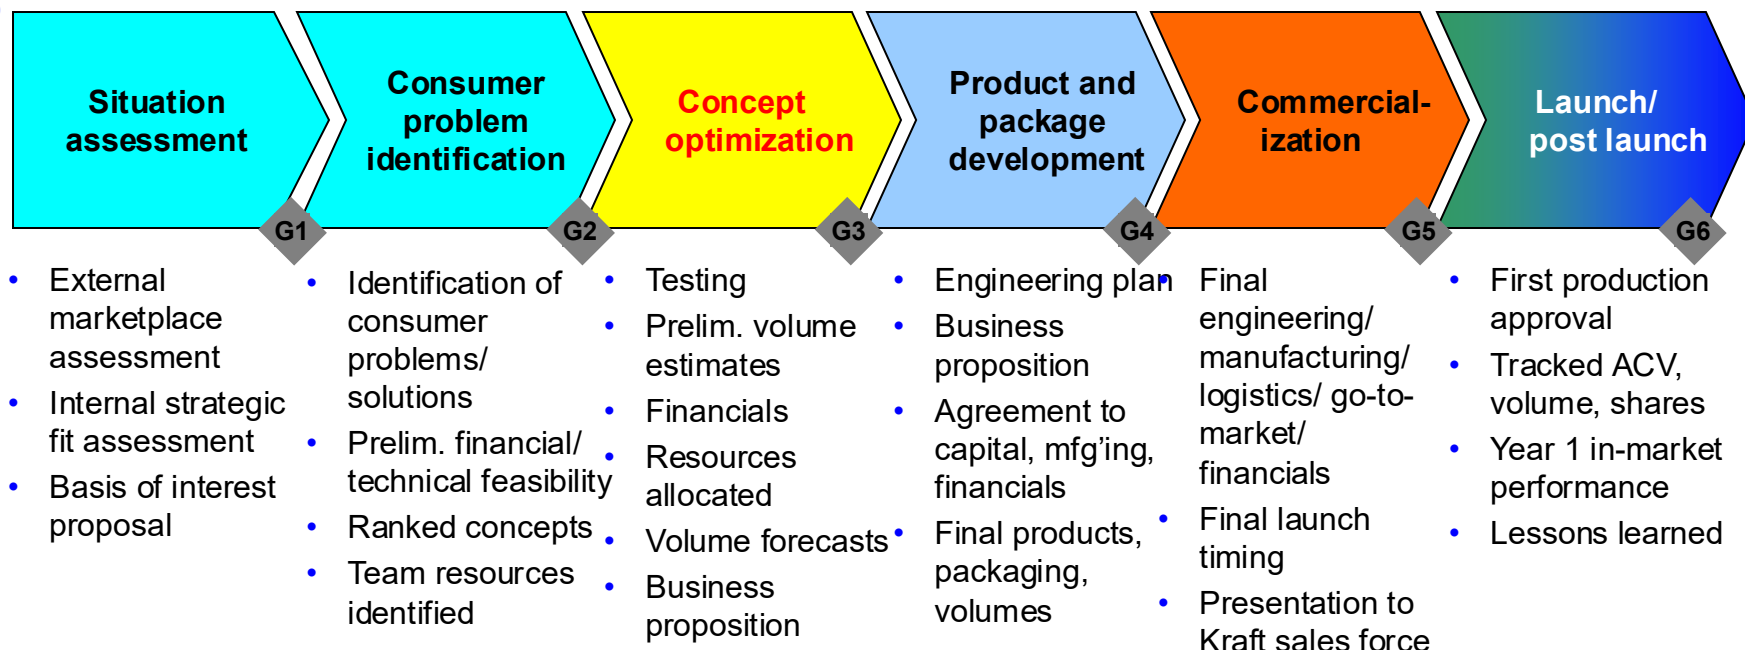 Situation
assessment
Consumer
problem
identification
Concept
optimization
Product and
package
development
Commercial-
ization
Launch/
post launch
G1
G2
G3
G4
G5
G6
• External
marketplace
assessment
• Internal strategic
fit assessment
• Basis of interest
proposal
• Identification of
consumer
problems/
solutions
• Prelim. financial/
technical feasibility
• Ranked concepts
• Team resources
identified
• Testing
• Prelim. volume
estimates
• Financials
• Resources
allocated
• Volume forecasts
• Business
proposition
• Engineering plan
• Business
proposition
• Agreement to
capital, mfg’ing,
financials
• Final products,
packaging,
volumes
• Final
engineering/
manufacturing/
logistics/ go-to-
market/
financials
• Final launch
timing
• Presentation to
Kraft sales force
• First production
approval
• Tracked ACV,
volume, shares
• Year 1 in-market
performance
• Lessons learned